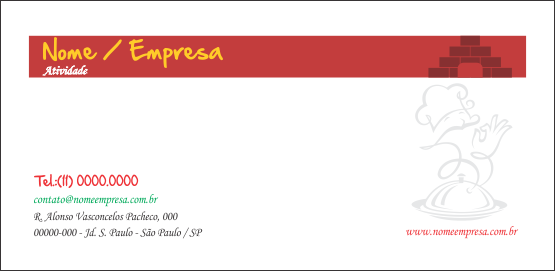 Nome / Empresa
Atividade
Tel.:(11) 0000.0000
contato@nomeempresa.com.br
R. Alonso Vasconcelos Pacheco, 000
00000-000 - Jd. S. Paulo - São Paulo / SP
www.nomeempresa.com.br